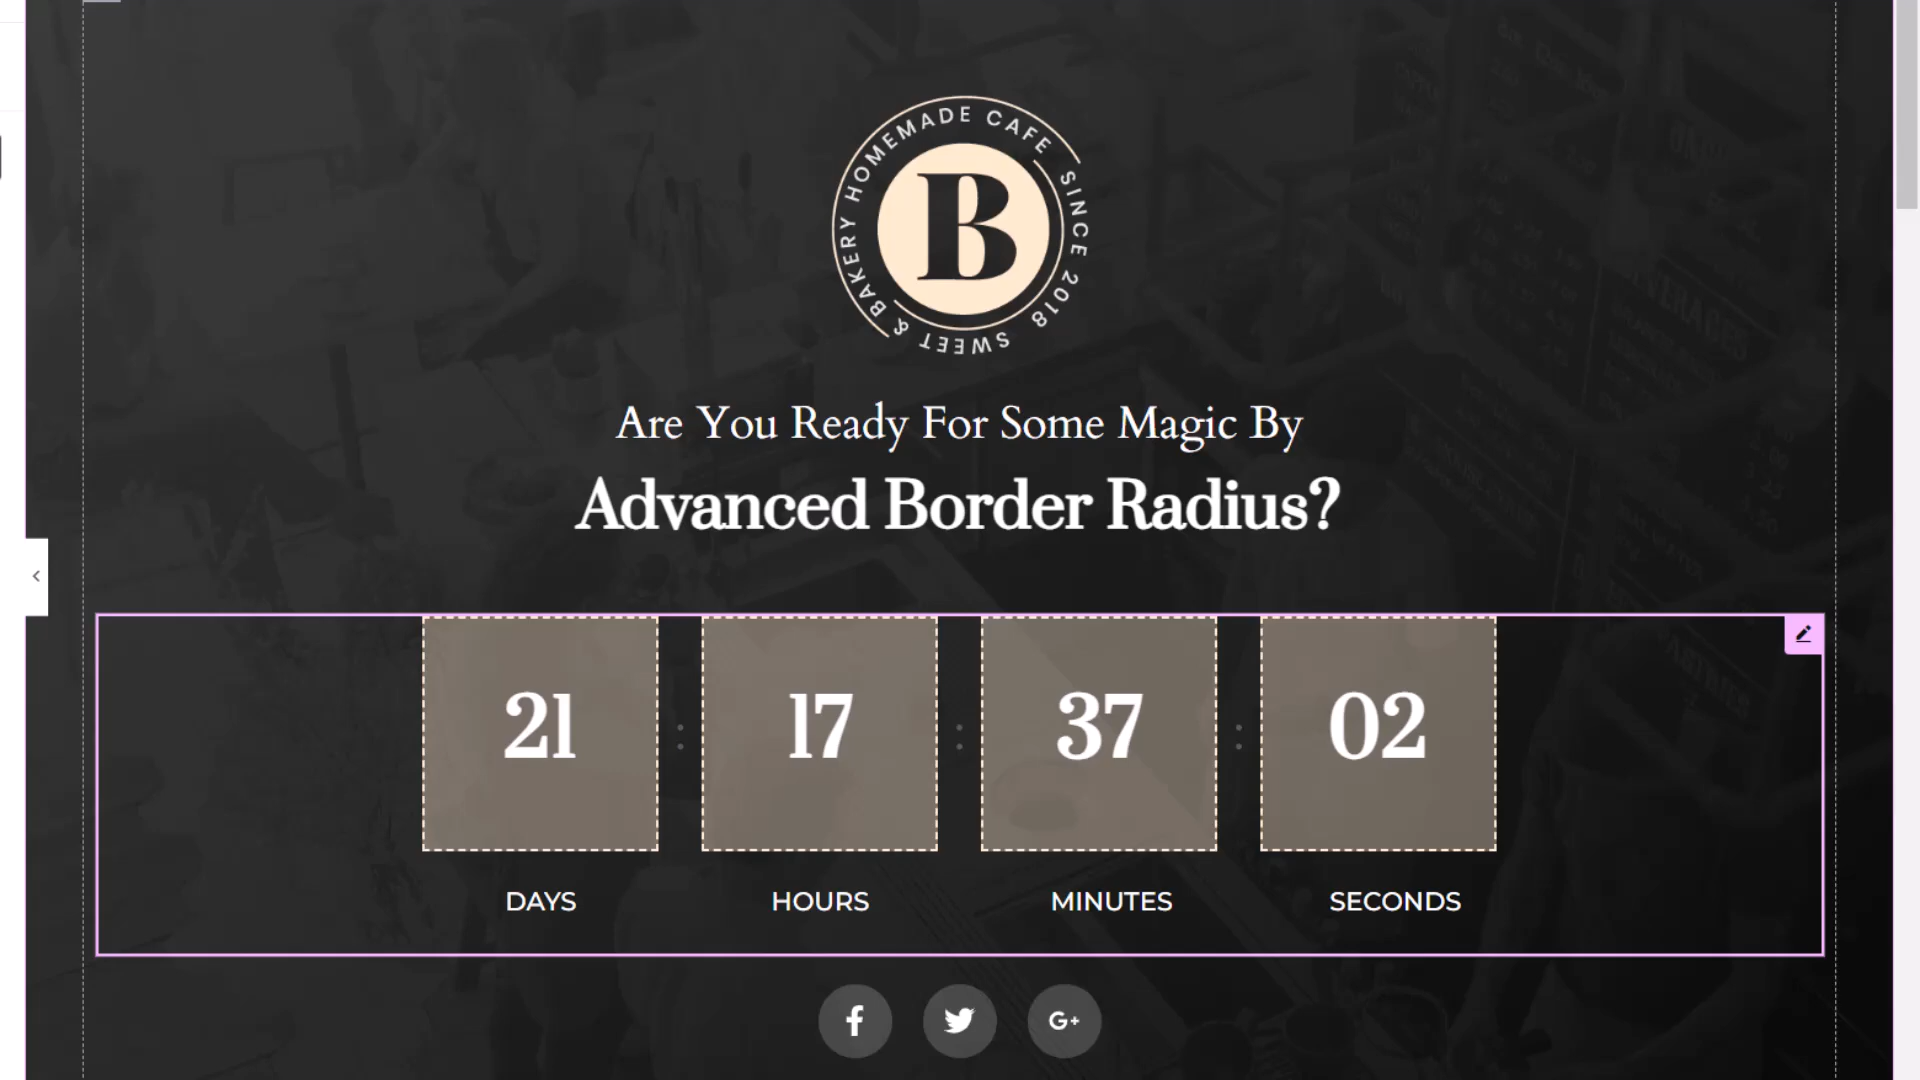 SWEET & BAKERY HOMEMADE CAFE SINCE 2018
B
Are You Ready For Some Magic By
Advanced Border Radius?
21 : 17 : 37 : 02
DAYS HOURS MINUTES SECONDS
f G+